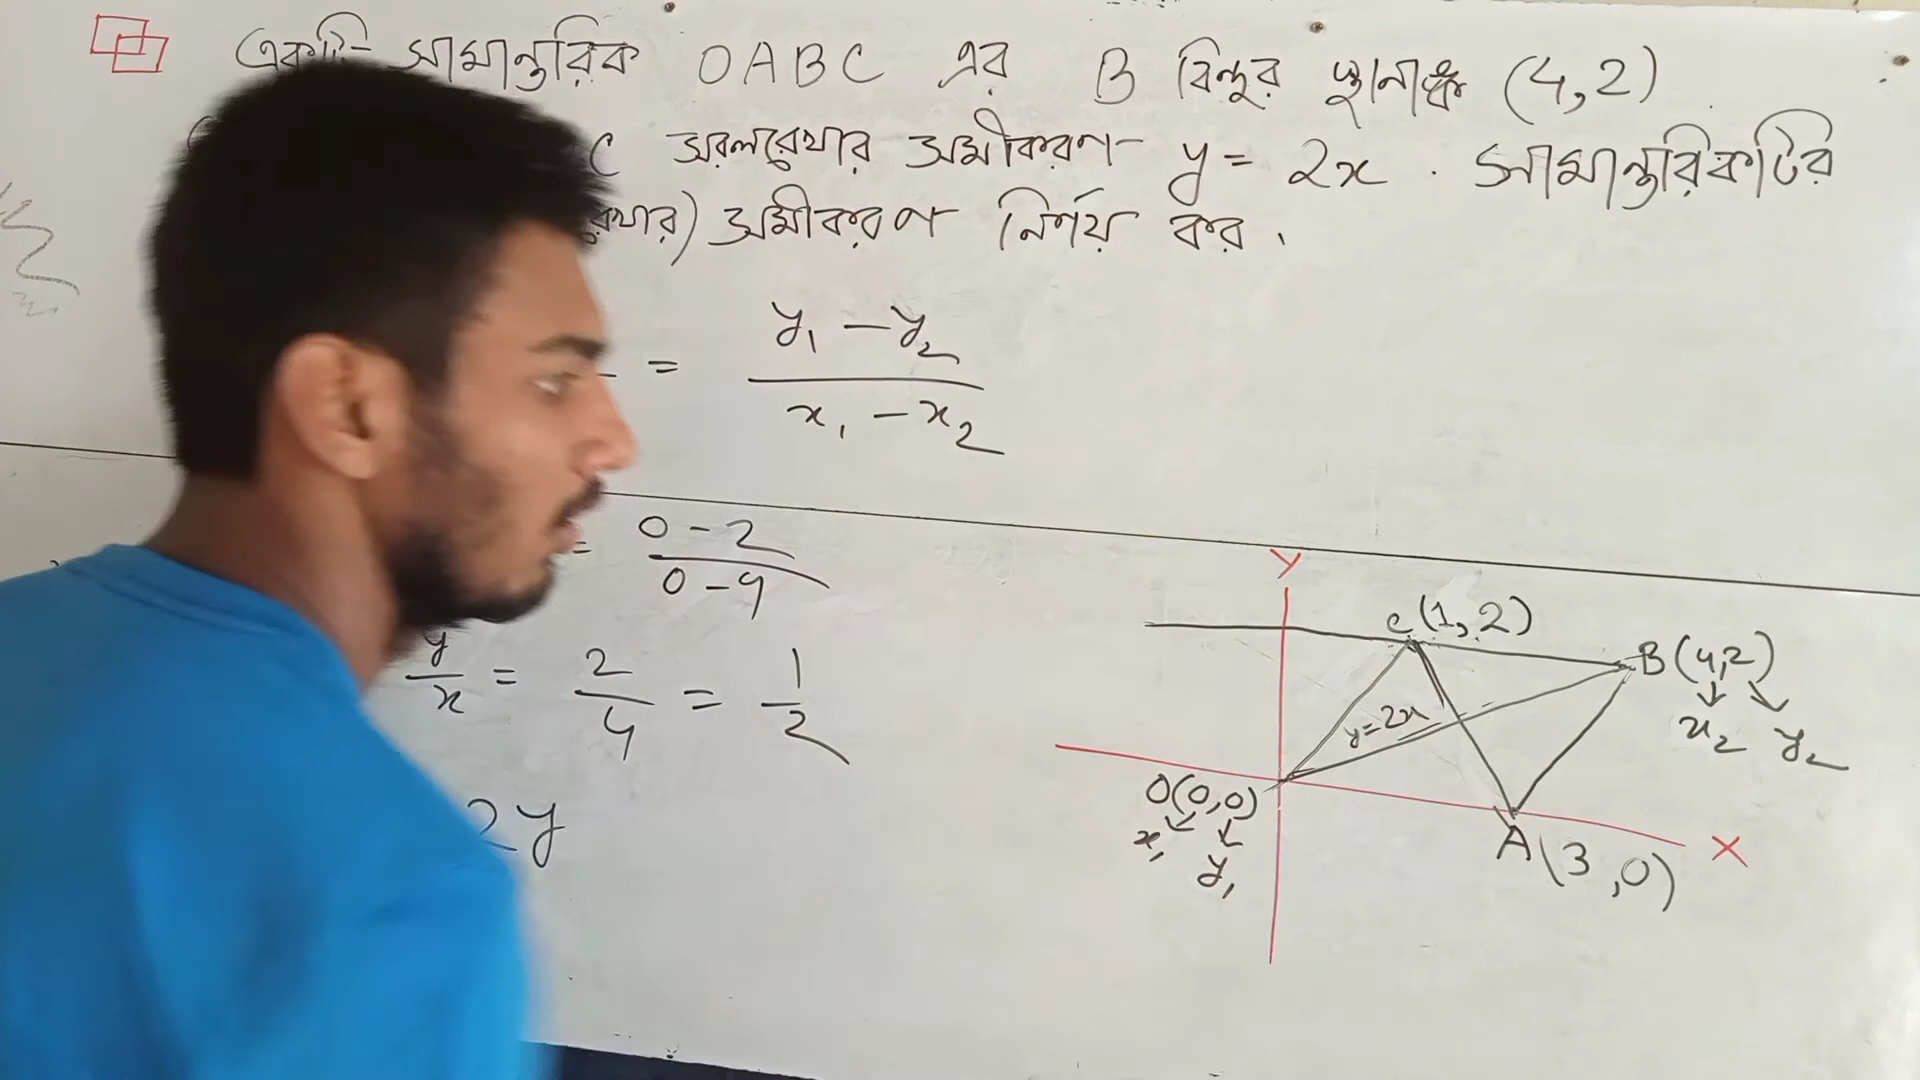 একটি সামান্তরিক OABC এর B বিন্দুর স্থানাঙ্ক (4,2)
C সরলরেখার সমীকরণ y = 2x . সামান্তরিকটির
রেখার) সমীকরণ নির্ণয় কর .
= y₁ - y₂ / x₁ - x₂
= 0 - 2 / 0 - 4
y/x = 2/4 = 1/2
2y
Y
C (1, 2)
B (4,2)
x₂ y₂
y = 2x
O(0,0)
x₁ y₁
X
A (3,0)